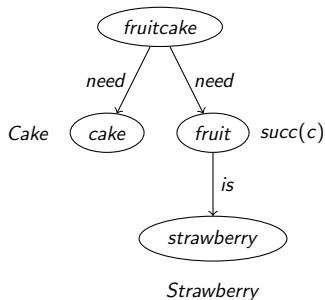 fruitcake
need need
Cake cake fruit succ(c)
is
strawberry
Strawberry